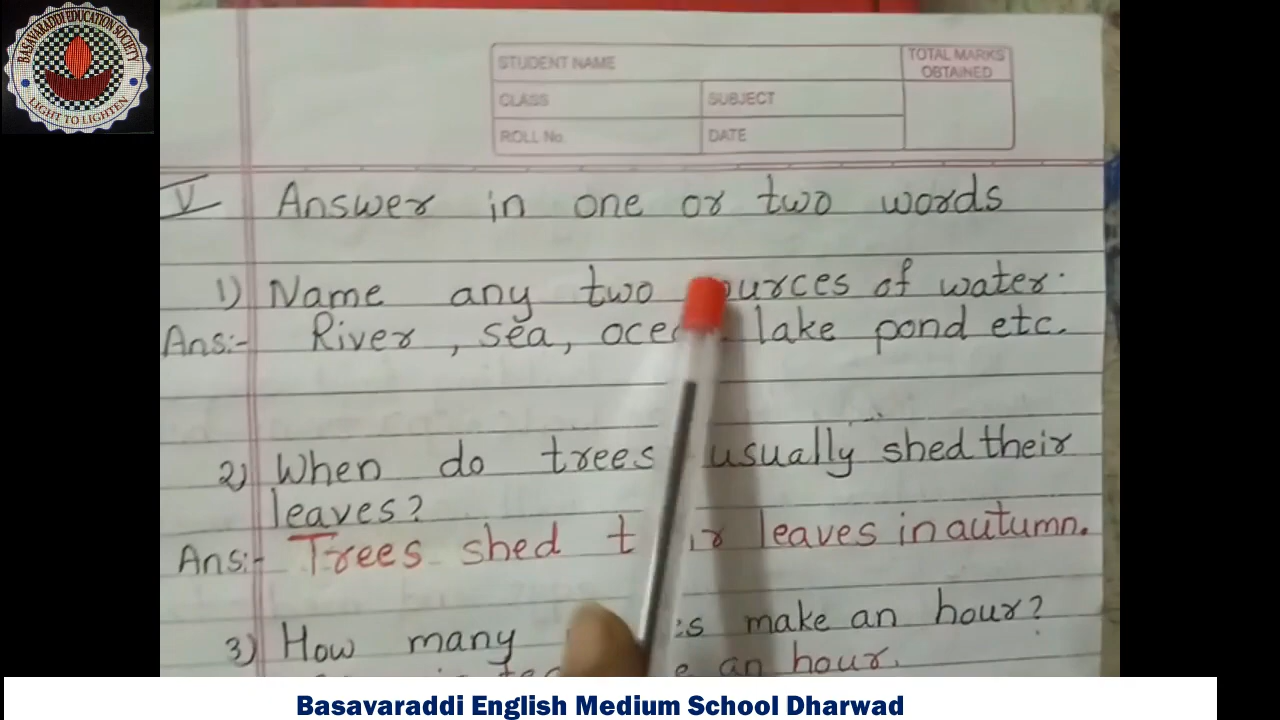 BASAVARADDI EDUCATION SOCIETY
LIGHT TO LIGHTEN
STUDENT NAME
TOTAL MARKS OBTAINED
CLASS
SUBJECT
ROLL No.
DATE
V Answer in one or two words
1) Name any two of water.
Ans:- River, sea, lake pond etc.
2) When do trees usually shed their
leaves?
Ans:- Trees shed leaves in autumn.
3) How many make an hour?
an hour.
Basavaraddi English Medium School Dharwad